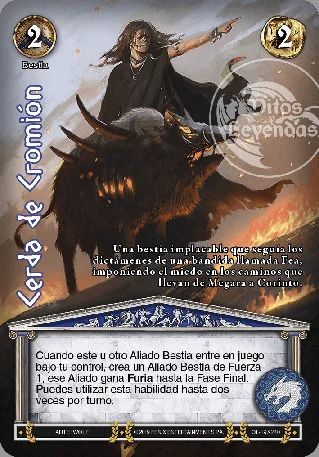 2
2
Bestia
Mitos y
Leyendas
Cerda de Cromión
Una bestia implacable que seguía los
dictámenes de una bandida llamada Fea,
imponiendo el miedo en los caminos que
llevan de Megara a Corinto.
Cuando este u otro Aliado Bestia entre en juego
bajo tu control, crea un Aliado Bestia de Fuerza
1, ese Aliado gana Furia hasta la Fase Final.
Puedes utilizar esta habilidad hasta dos
veces por turno.